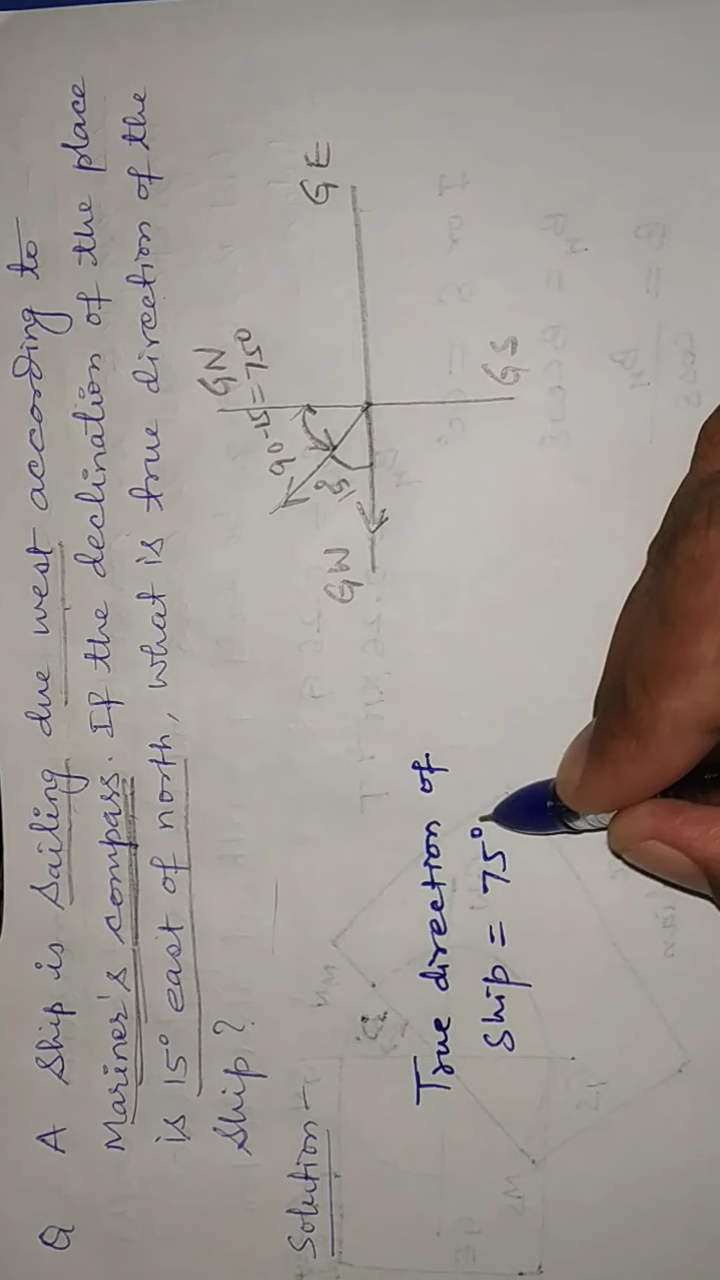 Q A ship is sailing due west according to
Mariner's compass. If the declination of the place
is 15° east of north, what is true direction of the
ship?
Solution-
GN
90-15=75°
15
GW
GE
GS
True direction of
ship = 75°